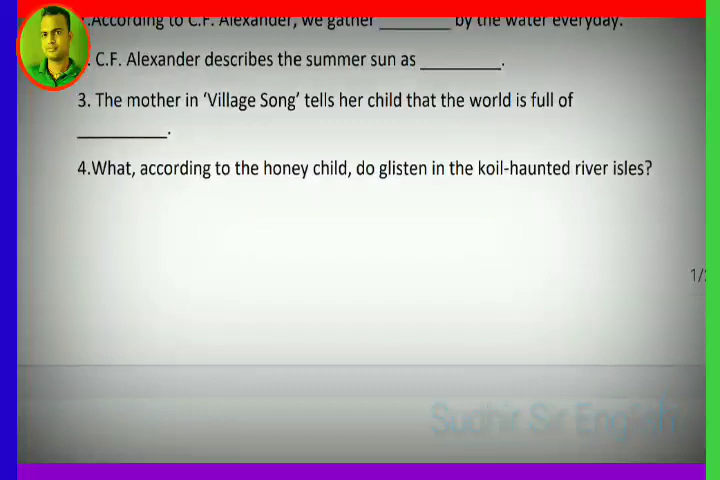 .According to C.F. Alexander, we gather ________ by the water everyday.
. C.F. Alexander describes the summer sun as _________.
3. The mother in ‘Village Song’ tells her child that the world is full of
__________.
4.What, according to the honey child, do glisten in the koil-haunted river isles?
1/
Sudhir Sir English